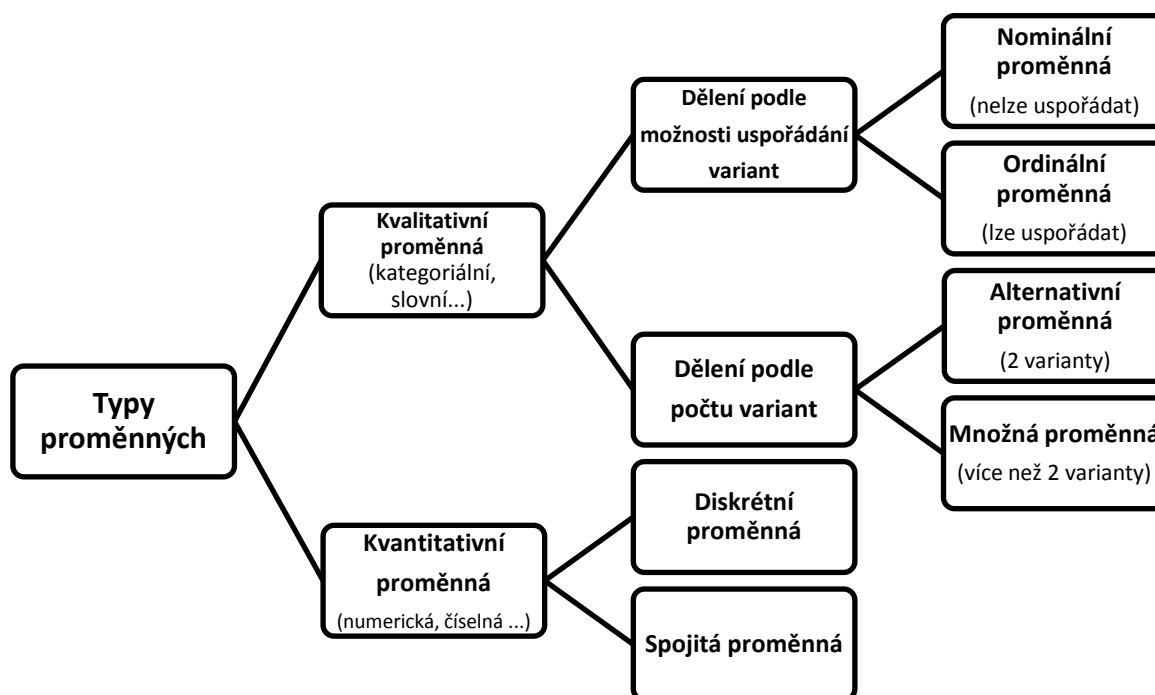 Typy
proměnných
Kvalitativní
proměnná
(kategoriální,
slovní...)
Dělení podle
možnosti uspořádání
variant
Nominální
proměnná
(nelze uspořádat)
Ordinální
proměnná
(lze uspořádat)
Dělení podle
počtu variant
Alternativní
proměnná
(2 varianty)
Množná proměnná
(více než 2 varianty)
Kvantitativní
proměnná
(numerická, číselná ...)
Diskrétní
proměnná
Spojitá proměnná